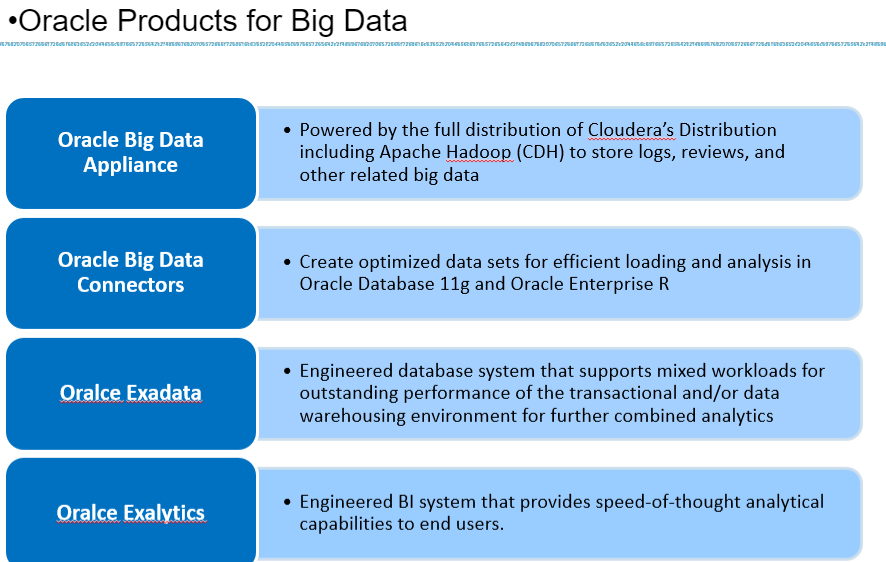 •Oracle Products for Big Data
Oracle Big Data
Appliance
• Powered by the full distribution of Cloudera’s Distribution
including Apache Hadoop (CDH) to store logs, reviews, and
other related big data
Oracle Big Data
Connectors
• Create optimized data sets for efficient loading and analysis in
Oracle Database 11g and Oracle Enterprise R
Oralce Exadata
• Engineered database system that supports mixed workloads for
outstanding performance of the transactional and/or data
warehousing environment for further combined analytics
Oralce Exalytics
• Engineered BI system that provides speed-of-thought analytical
capabilities to end users.